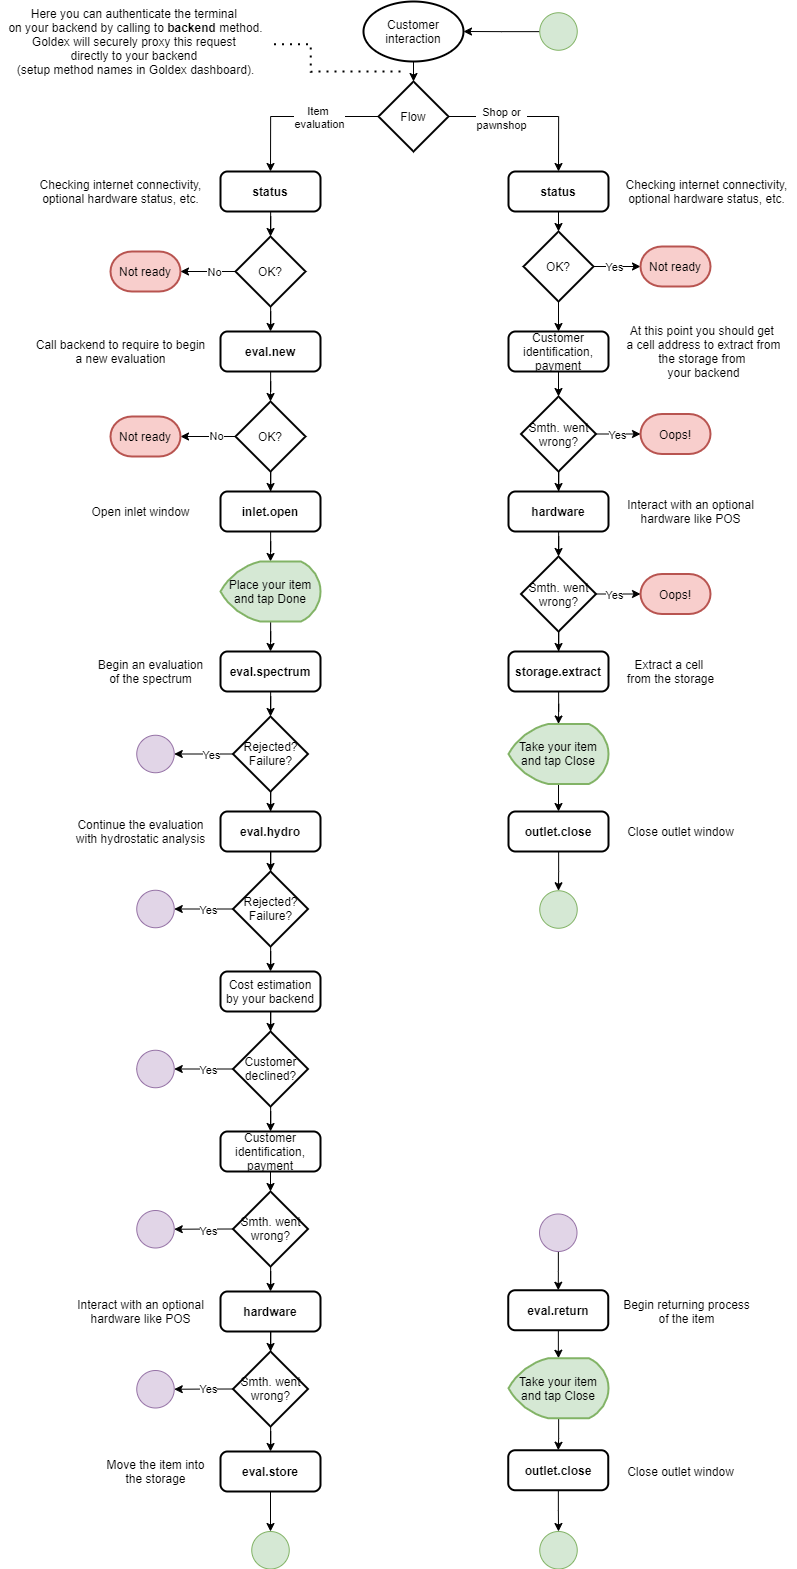 Here you can authenticate the terminal
on your backend by calling to backend method.
Goldex will securely proxy this request
directly to your backend
(setup method names in Goldex dashboard).
Customer
interaction
Flow
Item
evaluation
Shop or
pawnshop
Checking internet connectivity,
optional hardware status, etc.
status
OK?
No
Not ready
Call backend to require to begin
a new evaluation
eval.new
OK?
No
Not ready
Open inlet window
inlet.open
Place your item
and tap Done
Begin an evaluation
of the spectrum
eval.spectrum
Rejected?
Failure?
Yes
Continue the evaluation
with hydrostatic analysis
eval.hydro
Rejected?
Failure?
Yes
Cost estimation
by your backend
Customer
declined?
Yes
Customer
identification,
payment
Smth. went
wrong?
Yes
Interact with an optional
hardware like POS
hardware
Smth. went
wrong?
Yes
Move the item into
the storage
eval.store
status
Checking internet connectivity,
optional hardware status, etc.
OK?
Yes
Not ready
Customer
identification,
payment
At this point you should get
a cell address to extract from
the storage from
your backend
Smth. went
wrong?
Yes
Oops!
hardware
Interact with an optional
hardware like POS
Smth. went
wrong?
Yes
Oops!
storage.extract
Extract a cell
from the storage
Take your item
and tap Close
outlet.close
Close outlet window
eval.return
Begin returning process
of the item
Take your item
and tap Close
outlet.close
Close outlet window